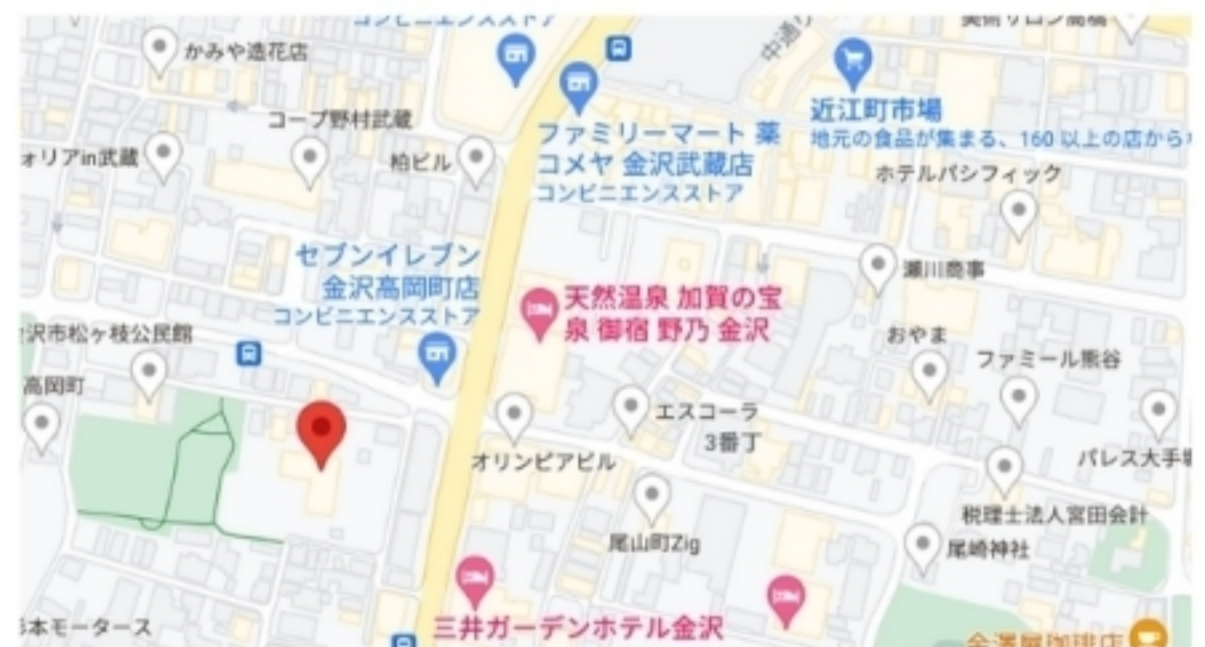 コンビニエンスストア
かみや造花店
中通り
コープ野村武蔵
近江町市場
地元の食品が集まる、160 以上の店から
ファミリーマート 薬
コメヤ 金沢武蔵店
コンビニエンスストア
ォリアin武蔵
柏ビル
ホテルパシフィック
セブンイレブン
金沢高岡町店
コンビニエンスストア
瀬川商事
天然温泉 加賀の宝
泉 御宿 野乃 金沢
沢市松ヶ枝公民館
おやま
ファミール熊谷
高岡町
エスコーラ
3番丁
オリンピアビル
パレス大手
税理士法人宮田会計
尾山町Zig
尾崎神社
三井ガーデンホテル金沢
本モータース